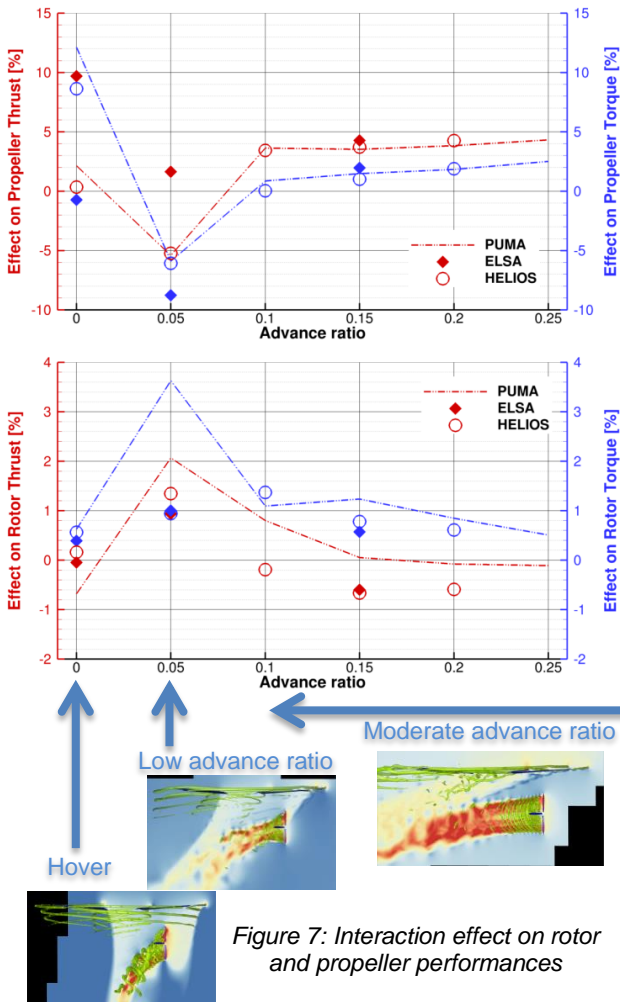 15
10
5
0
-5
-10
Effect on Propeller Thrust [%]
15
10
5
0
-5
-10
Effect on Propeller Torque [%]
PUMA
ELSA
HELIOS
0 0.05 0.1 0.15 0.2 0.25
Advance ratio
4
3
2
1
0
-1
-2
Effect on Rotor Thrust [%]
4
3
2
1
0
-1
-2
Effect on Rotor Torque [%]
PUMA
ELSA
HELIOS
0 0.05 0.1 0.15 0.2 0.25
Advance ratio
Moderate advance ratio
Low advance ratio
Hover
Figure 7: Interaction effect on rotor
and propeller performances